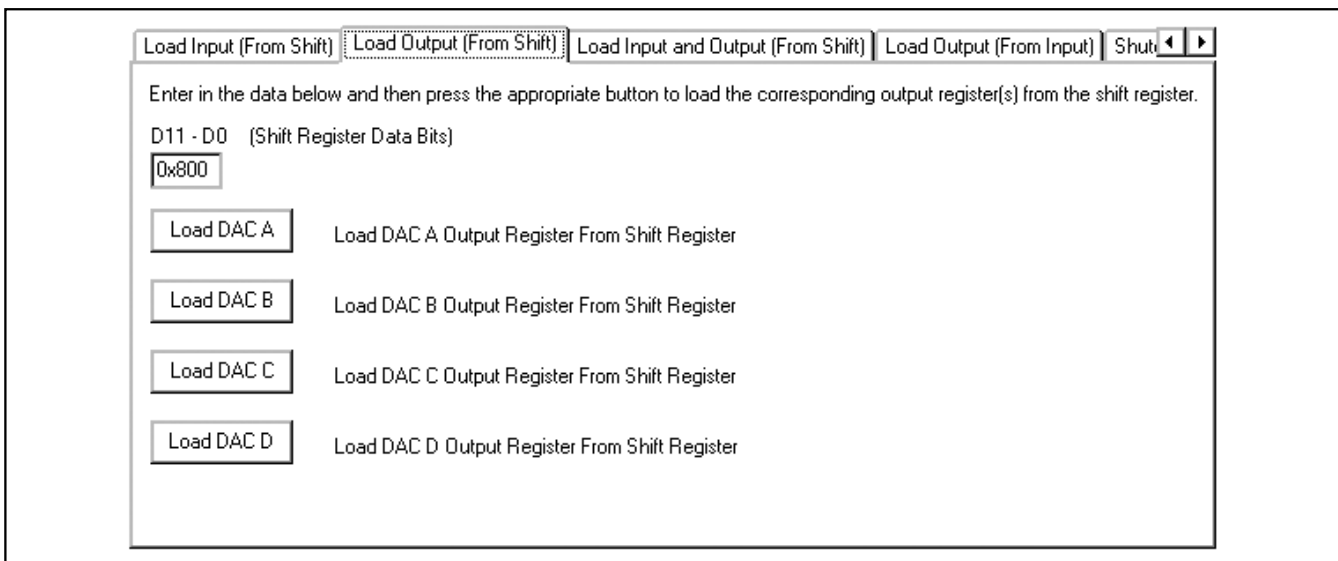 Load Input (From Shift) Load Output (From Shift) Load Input and Output (From Shift) Load Output (From Input)
Enter in the data below and then press the appropriate button to load the corresponding output register(s) from the shift register.
D11 - D0 (Shift Register Data Bits)
0x800
Load DAC A Load DAC A Output Register From Shift Register
Load DAC B Load DAC B Output Register From Shift Register
Load DAC C Load DAC C Output Register From Shift Register
Load DAC D Load DAC D Output Register From Shift Register